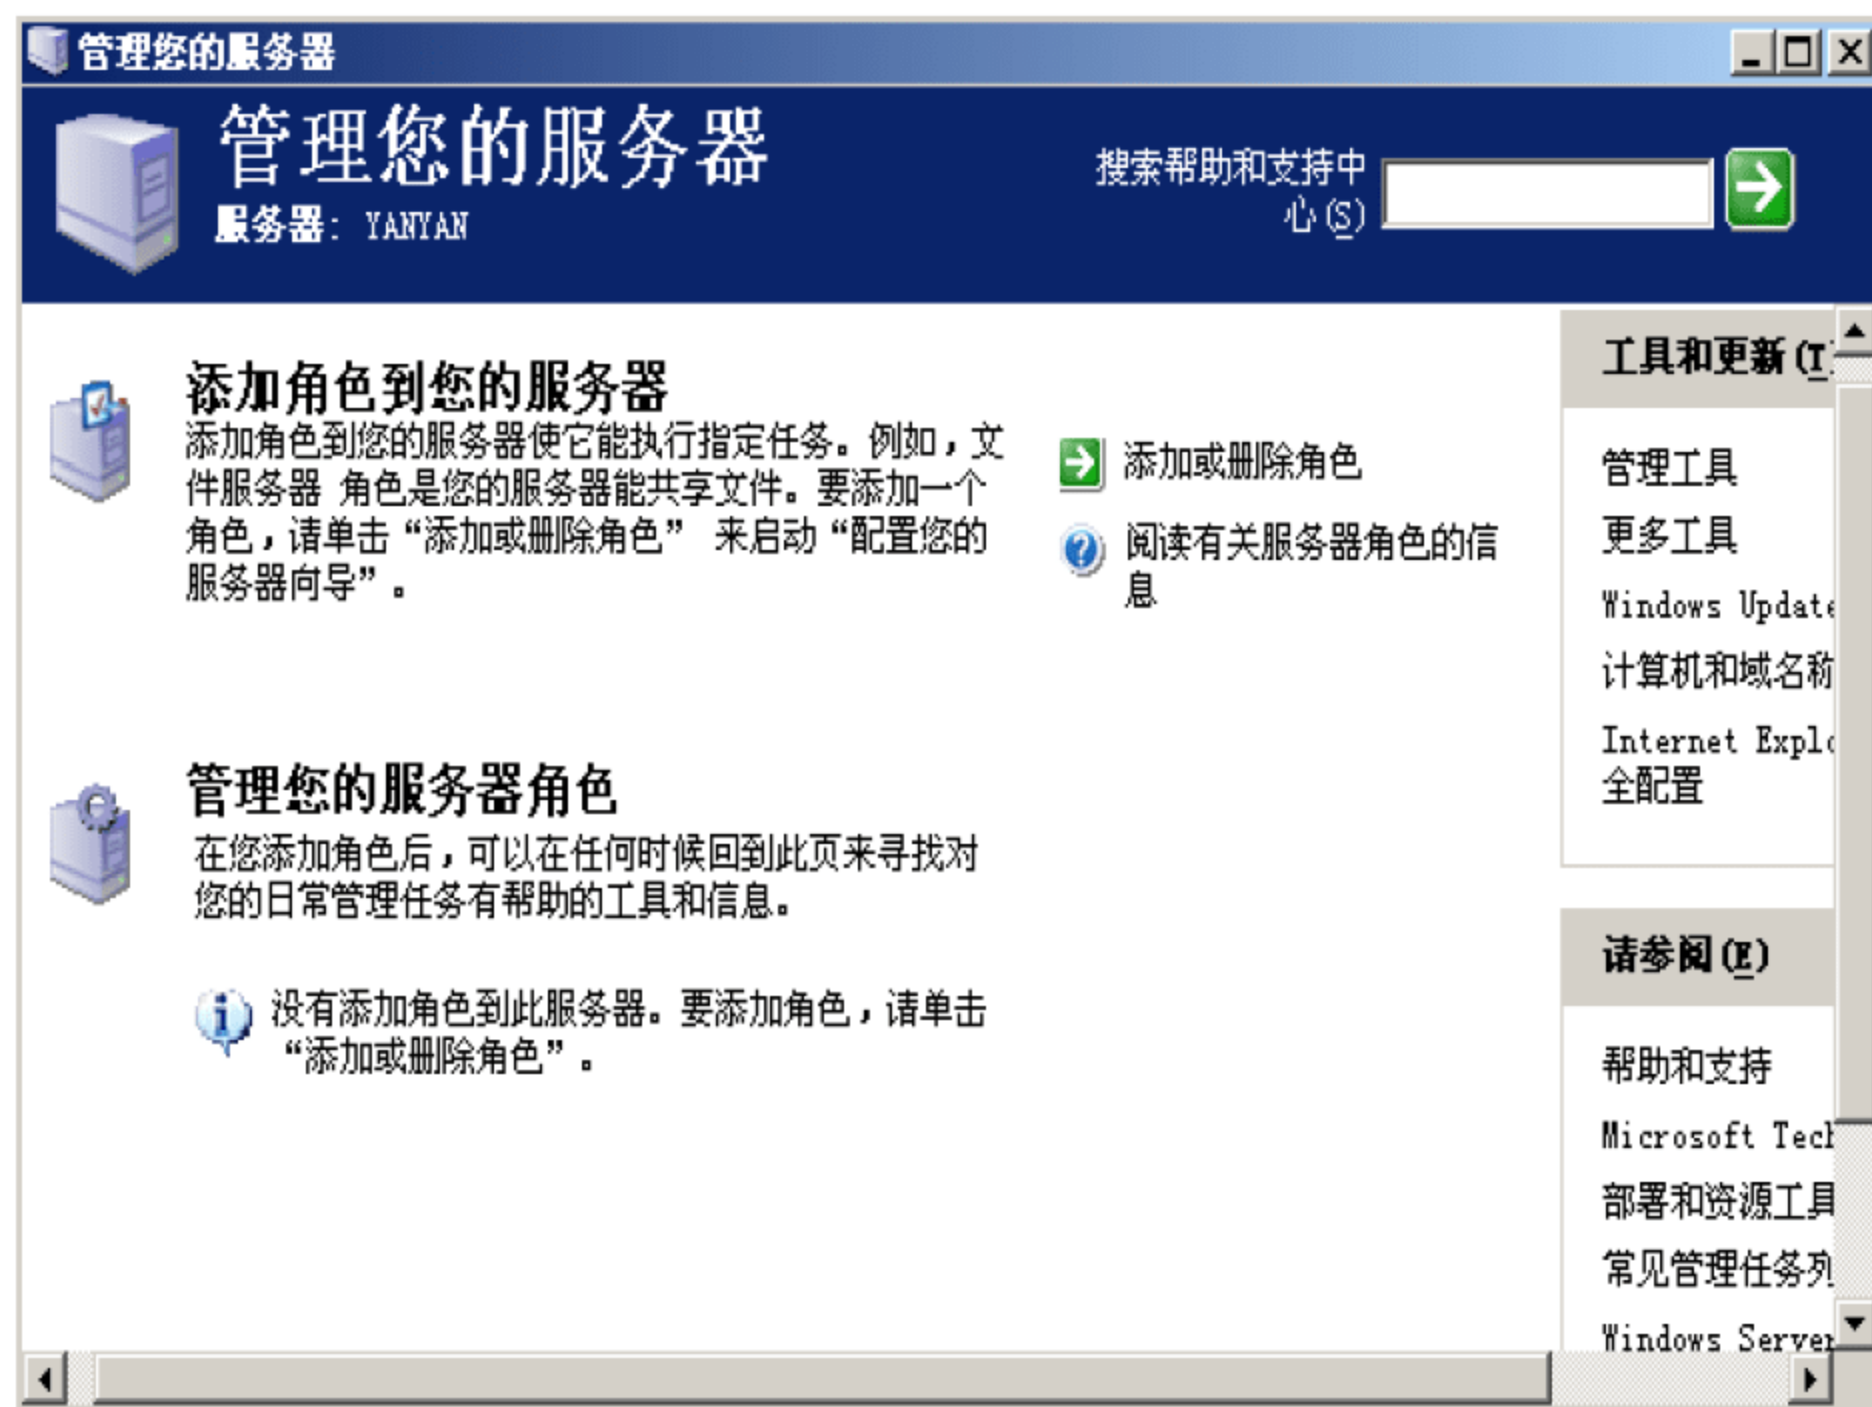 管理您的服务器
管理您的服务器
服务器: YANYAN
搜索帮助和支持中
心(S)
添加角色到您的服务器
添加角色到您的服务器使它能执行指定任务。例如，文
件服务器 角色是您的服务器能共享文件。要添加一个
角色，请单击“添加或删除角色” 来启动“配置您的
服务器向导”。
添加或删除角色
阅读有关服务器角色的信
息
管理您的服务器角色
在您添加角色后，可以在任何时候回到此页来寻找对
您的日常管理任务有帮助的工具和信息。
没有添加角色到此服务器。要添加角色，请单击
“添加或删除角色”。
工具和更新(T)
管理工具
更多工具
Windows Update
计算机和域名称
Internet Explo
全配置
请参阅(E)
帮助和支持
Microsoft Tech
部署和资源工具
常见管理任务列
Windows Server